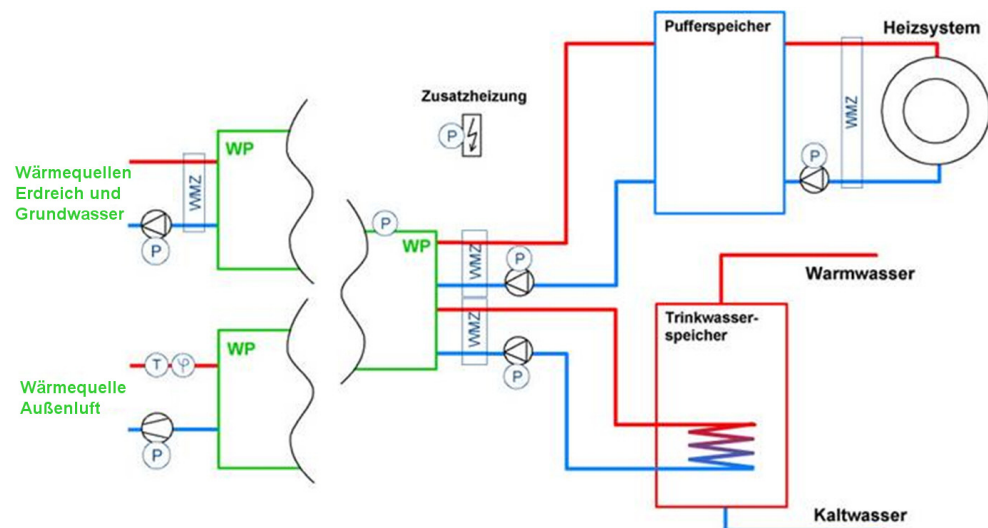 Pufferspeicher
Heizsystem
Zusatzheizung
P
WMZ
P
WP
Wärmequellen
Erdreich und
Grundwasser
WMZ
P
P
WP
WMZ
P
Warmwasser
WMZ
P
Trinkwasser-
speicher
WP
T φ
Wärmequelle
Außenluft
P
Kaltwasser